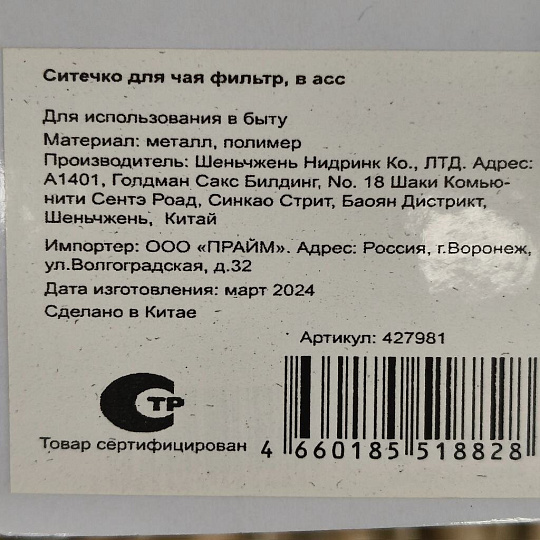 Ситечко для чая фильтр, в асс
Для использования в быту
Материал: металл, полимер
Производитель: Шеньчжень Нидринк Ко., ЛТД. Адрес:
А1401, Голдман Сакс Билдинг, No. 18 Шаки Комью-
нити Сентэ Роад, Синкао Стрит, Баоян Дистрикт,
Шеньчжень, Китай
Импортер: ООО «ПРАЙМ». Адрес: Россия, г.Воронеж,
ул.Волгоградская, д.32
Дата изготовления: март 2024
Сделано в Китае
Артикул: 427981
ТР
Товар сертифицирован
4 660185 518828